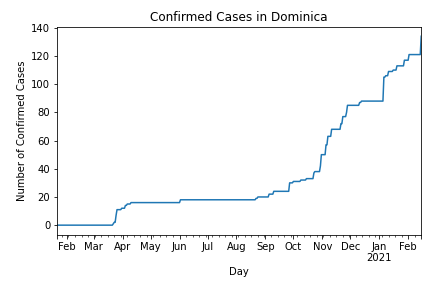 Confirmed Cases in Dominica
Number of Confirmed Cases
140
120
100
80
60
40
20
0
Feb Mar Apr May Jun Jul Aug Sep Oct Nov Dec Jan Feb
2021
Day